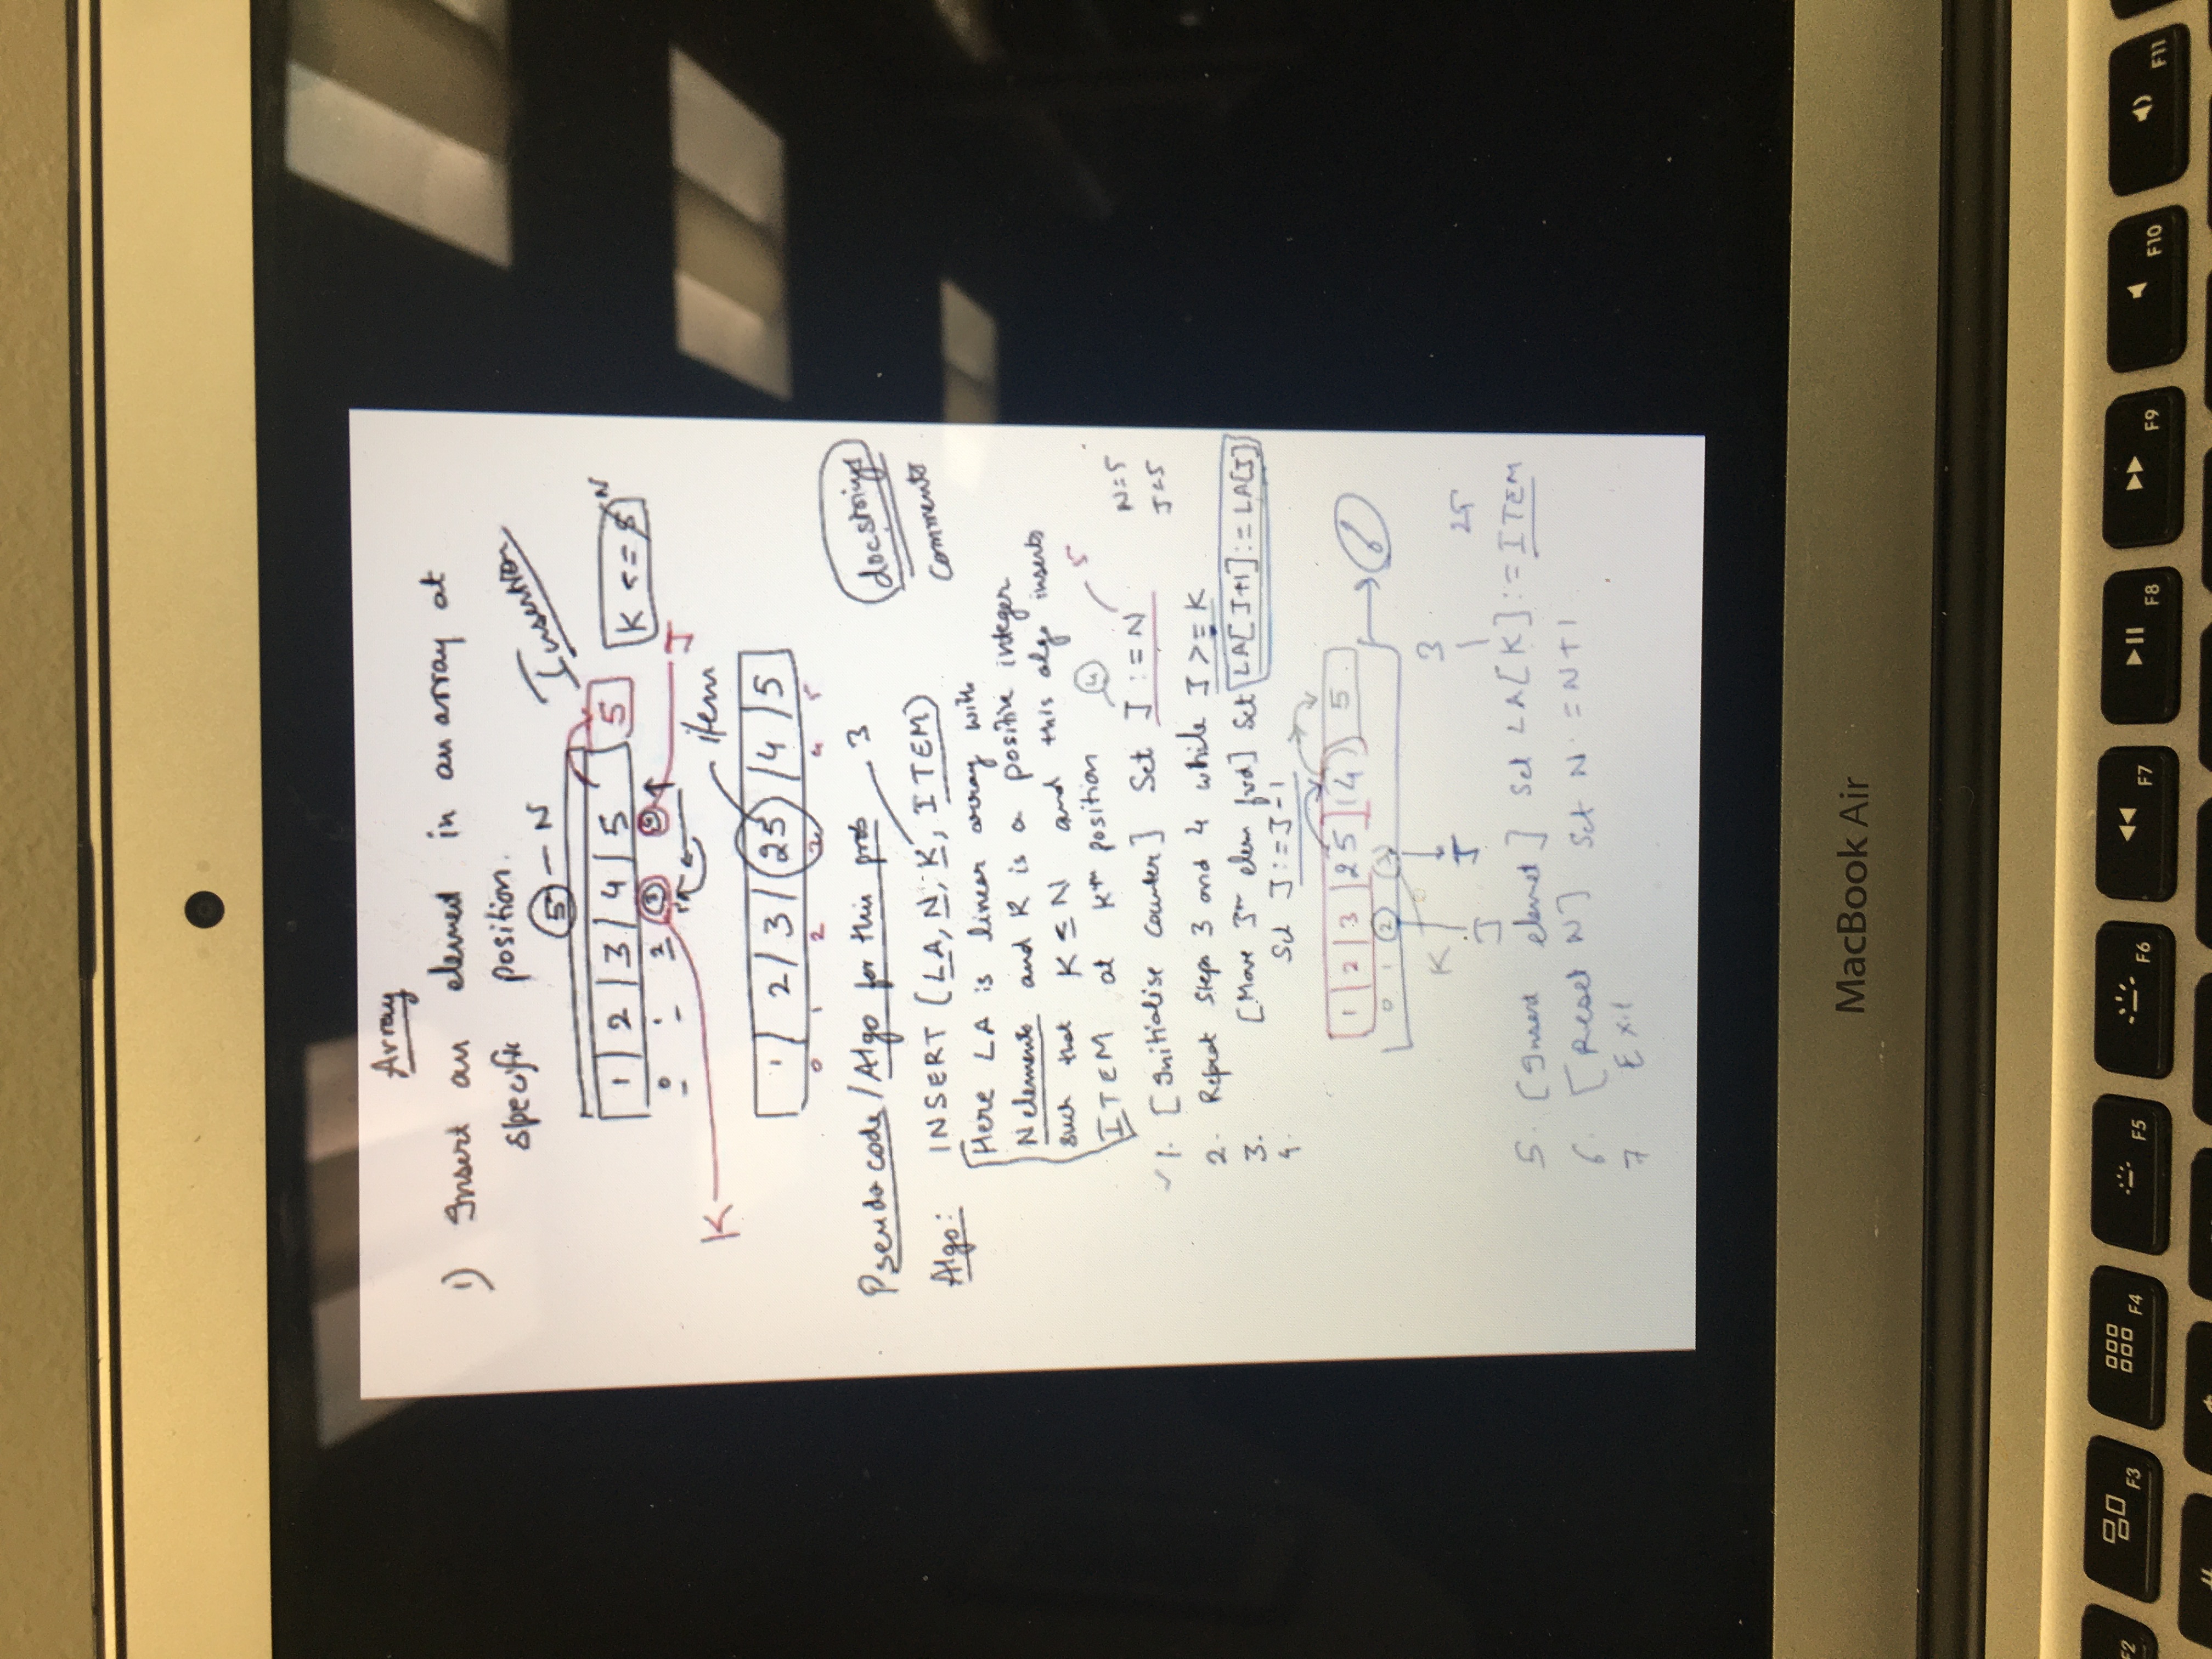 Array
1) Insert an element in an array at
specific position.
5 - N
Insertion
1 2 3 4 5 5
K <= 5 N
0 1 2 3
K
J
item
1 2 3 25 4 5
0 1 2 3 4 5
Pseudo code / Algo for this prob
3
docstrings
comments
Algo: INSERT (LA, N, K, ITEM)
Here LA is linear array with
N elements and K is a positive integer
such that K ≤ N and this algo inserts
ITEM at Kth position
4
5
1. [Initialise Counter] Set J := N
N=5
J=5
2. Repeat Steps 3 and 4 while J >= K
3. [Move Jth elem fwd] Set LA[J+1] := LA[J]
4. Set J := J-1
1 2 3 25 4 5
6
0 1 2 3
K
J
J
3
25
5. [Insert elemet] Set LA[K] := ITEM
6. [Reset N] Set N := N+1
7 Exit
MacBook Air
F2
F3
F4
F5
F6
F7
F8
F9
F10
F11